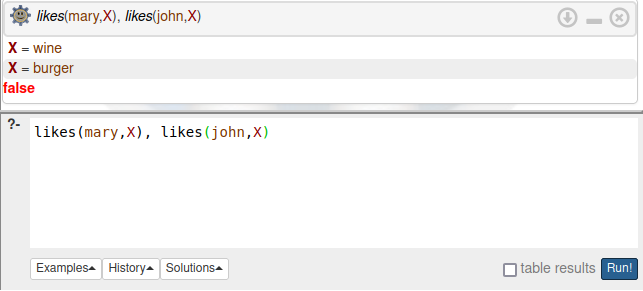 likes(mary,X), likes(john,X)
X = wine
X = burger
false
?- likes(mary,X), likes(john,X)
Examples History Solutions table results Run!